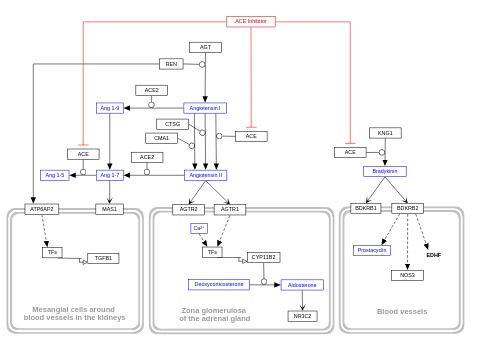 ACE Inhibitor
AGT
REN
ACE2
Ang 1-9
Angiotensin I
CTSG
KNG1
CMA1
ACE
ACE
ACE2
ACE
Bradykinin
Ang 1-5
Ang 1-7
Angiotensin II
ATP6AP2
MAS1
AGTR2
AGTR1
BDKRB1
BDKRB2
Ca²⁺
TFs
TGFB1
TFs
CYP11B2
Prostacyclin
EDHF
NOS3
Deoxycorticosterone
Aldosterone
NR3C2
Mesangial cells around
blood vessels in the kidneys
Zona glomerulosa
of the adrenal gland
Blood vessels